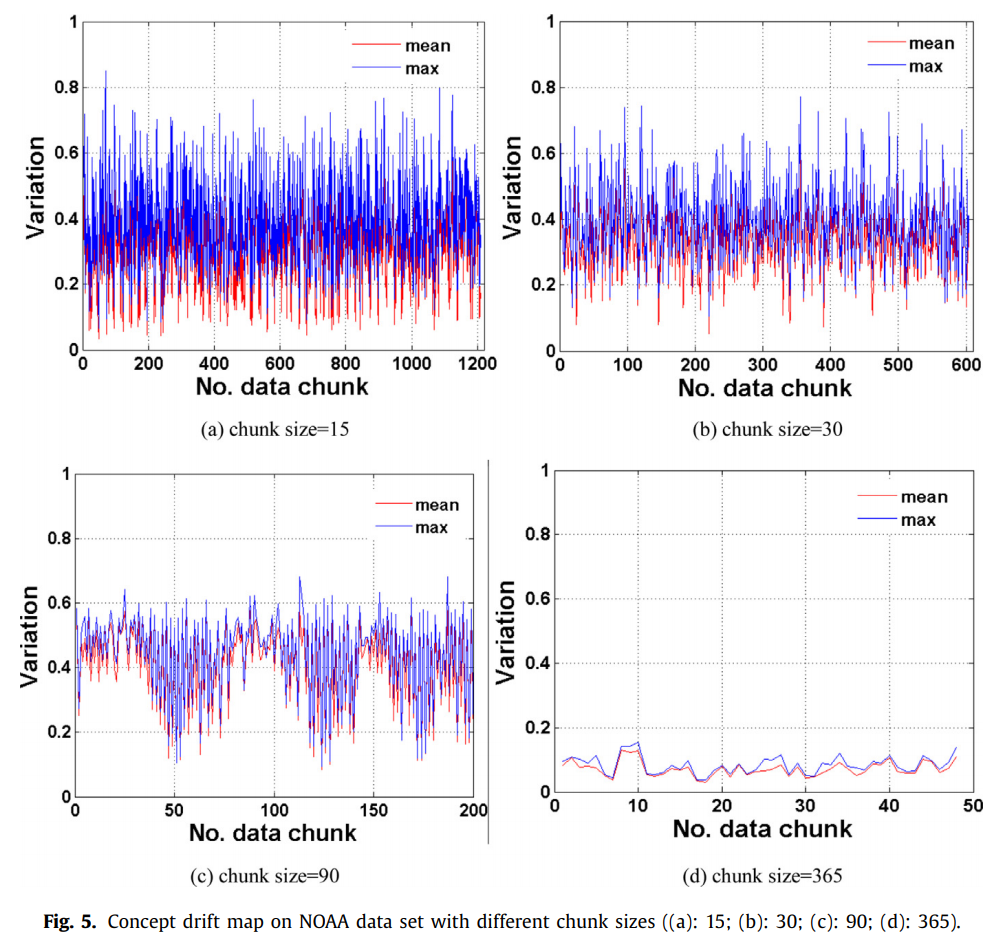 1
0.8
0.6
0.4
0.2
0
Variation
mean
max
0 200 400 600 800 1000 1200
No. data chunk
(a) chunk size=15
1
0.8
0.6
0.4
0.2
0
Variation
mean
max
0 100 200 300 400 500 600
No. data chunk
(b) chunk size=30
1
0.8
0.6
0.4
0.2
0
Variation
mean
max
0 50 100 150 200
No. data chunk
(c) chunk size=90
1
0.8
0.6
0.4
0.2
0
Variation
mean
max
0 10 20 30 40 50
No. data chunk
(d) chunk size=365
Fig. 5. Concept drift map on NOAA data set with different chunk sizes ((a): 15; (b): 30; (c): 90; (d): 365).